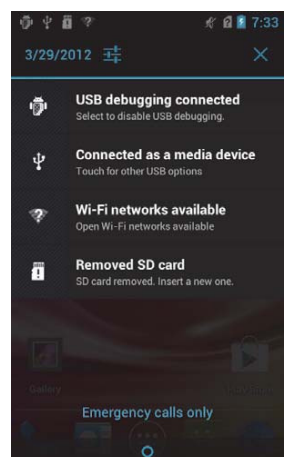 7:33
3/29/2012
USB debugging connected
Select to disable USB debugging.
Connected as a media device
Touch for other USB options
Wi-Fi networks available
Open Wi-Fi networks available
Removed SD card
SD card removed. Insert a new one.
Gallery
Emergency calls only